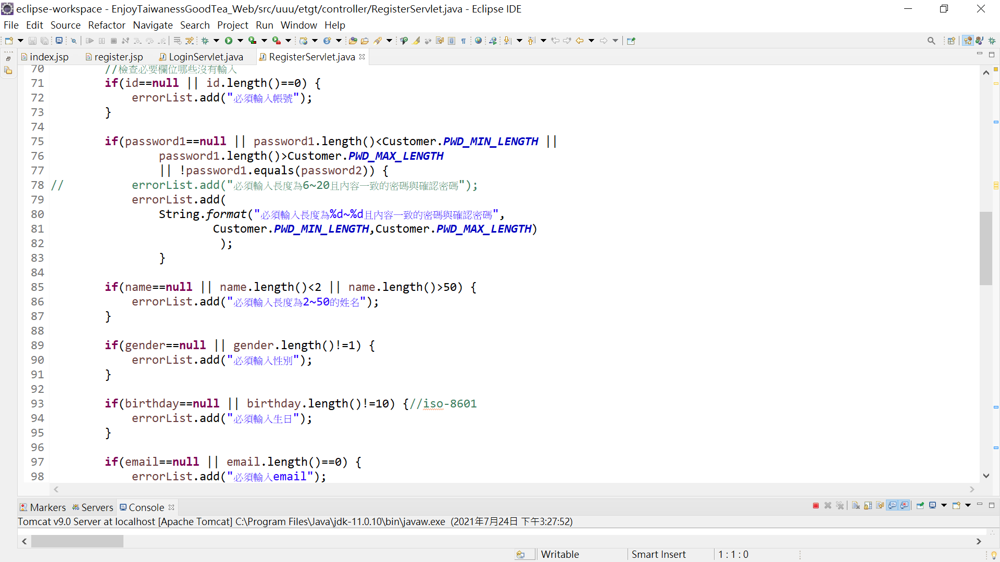 eclipse-workspace - EnjoyTaiwanessGoodTea_Web/src/uuu/etgt/controller/RegisterServlet.java - Eclipse IDE
File Edit Source Refactor Navigate Search Project Run Window Help
index.jsp register.jsp LoginServlet.java RegisterServlet.java
70 //檢查必要欄位哪些沒有輸入
71 if(id==null || id.length()==0) {
72 errorList.add("必須輸入帳號");
73 }
74
75 if(password1==null || password1.length()<Customer.PWD_MIN_LENGTH ||
76 password1.length()>Customer.PWD_MAX_LENGTH
77 || !password1.equals(password2)) {
78 // errorList.add("必須輸入長度為6~20且內容一致的密碼與確認密碼");
79 errorList.add(
80 String.format("必須輸入長度為%d~%d且內容一致的密碼與確認密碼",
81 Customer.PWD_MIN_LENGTH,Customer.PWD_MAX_LENGTH)
82 );
83 }
84
85 if(name==null || name.length()<2 || name.length()>50) {
86 errorList.add("必須輸入長度為2~50的姓名");
87 }
88
89 if(gender==null || gender.length()!=1) {
90 errorList.add("必須輸入性別");
91 }
92
93 if(birthday==null || birthday.length()!=10) {//iso-8601
94 errorList.add("必須輸入生日");
95 }
96
97 if(email==null || email.length()==0) {
98 errorList.add("必須輸入email");
Markers Servers Console
Tomcat v9.0 Server at localhost [Apache Tomcat] C:\Program Files\Java\jdk-11.0.10\bin\javaw.exe (2021年7月24日 下午3:27:52)
Writable Smart Insert 1 : 1 : 0